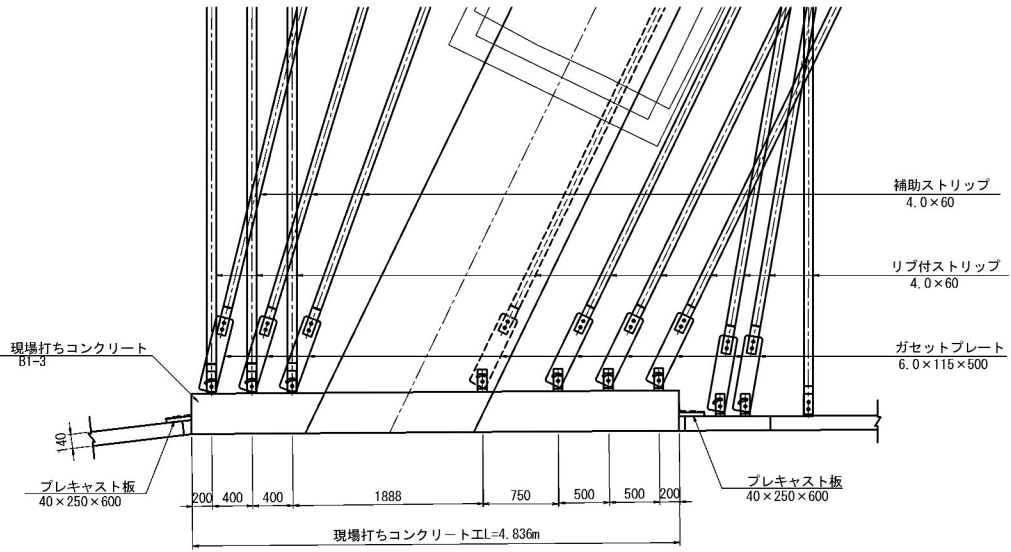 補助ストリップ
4.0×60
リブ付ストリップ
4.0×60
現場打ちコンクリート
B1-3
ガセットプレート
6.0×115×500
140
プレキャスト板
40×250×600
プレキャスト板
40×250×600
200 400 400 1888 750 500 500 200
現場打ちコンクリート工L=4.836m